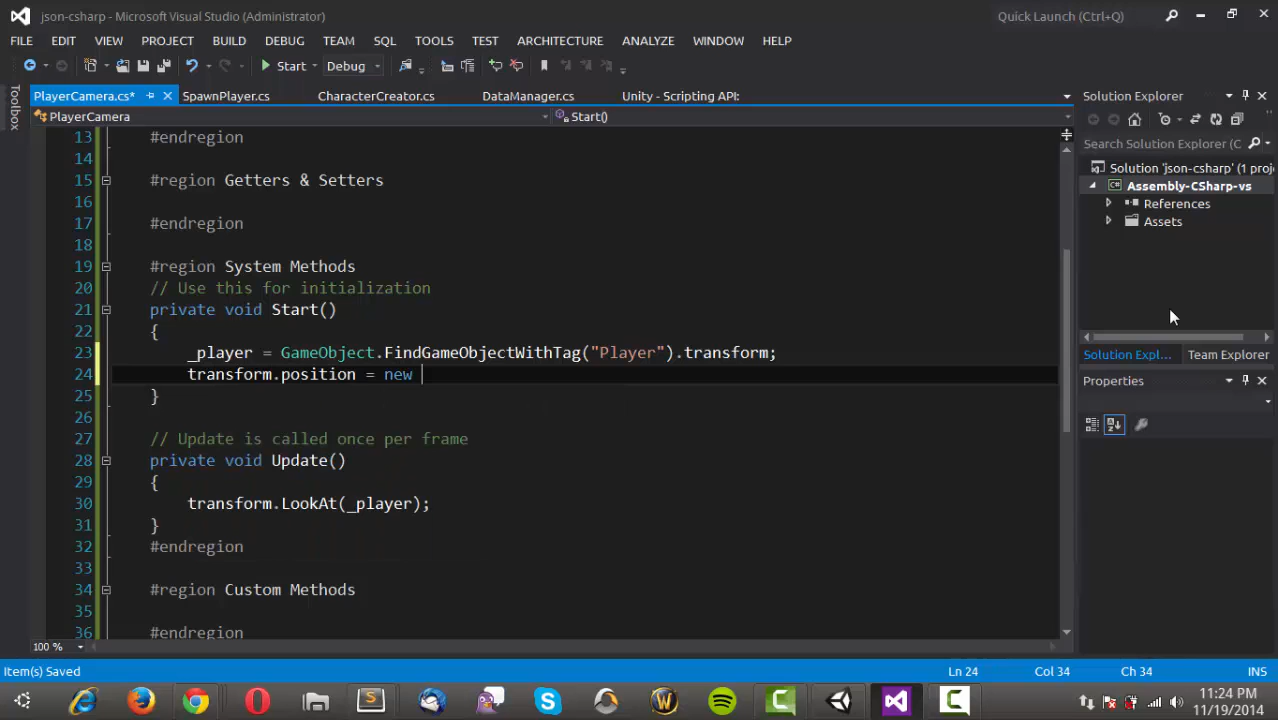 json-csharp - Microsoft Visual Studio (Administrator)
Quick Launch (Ctrl+Q)
FILE EDIT VIEW PROJECT BUILD DEBUG TEAM SQL TOOLS TEST ARCHITECTURE ANALYZE WINDOW HELP
Start Debug
Toolbox
PlayerCamera.cs* SpawnPlayer.cs CharacterCreator.cs DataManager.cs Unity - Scripting API:
PlayerCamera Start()
13 #endregion
14
15 #region Getters & Setters
16
17 #endregion
18
19 #region System Methods
20 // Use this for initialization
21 private void Start()
22 {
23 _player = GameObject.FindGameObjectWithTag("Player").transform;
24 transform.position = new
25 }
26
27 // Update is called once per frame
28 private void Update()
29 {
30 transform.LookAt(_player);
31 }
32 #endregion
33
34 #region Custom Methods
35
36 #endregion
100 %
Solution Explorer
Search Solution Explorer (C
Solution 'json-csharp' (1 proje
C# Assembly-CSharp-vs
References
Assets
Solution Expl... Team Explorer
Properties
Item(s) Saved Ln 24 Col 34 Ch 34 INS
11:24 PM
11/19/2014